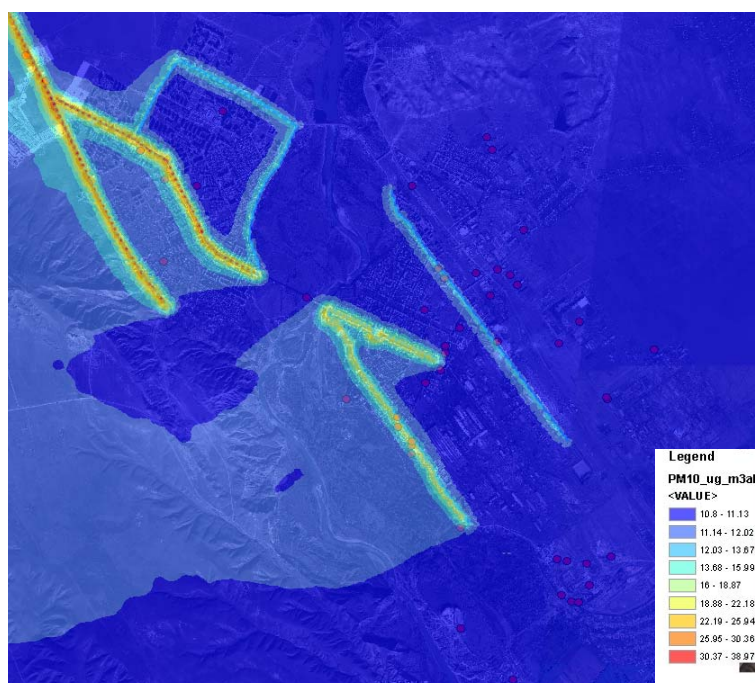 Legend
PM10_ug_m3al
<VALUE>
10.8 - 11.13
11.14 - 12.02
12.03 - 13.67
13.68 - 15.99
16 - 18.87
18.88 - 22.18
22.19 - 25.94
25.95 - 30.36
30.37 - 38.97